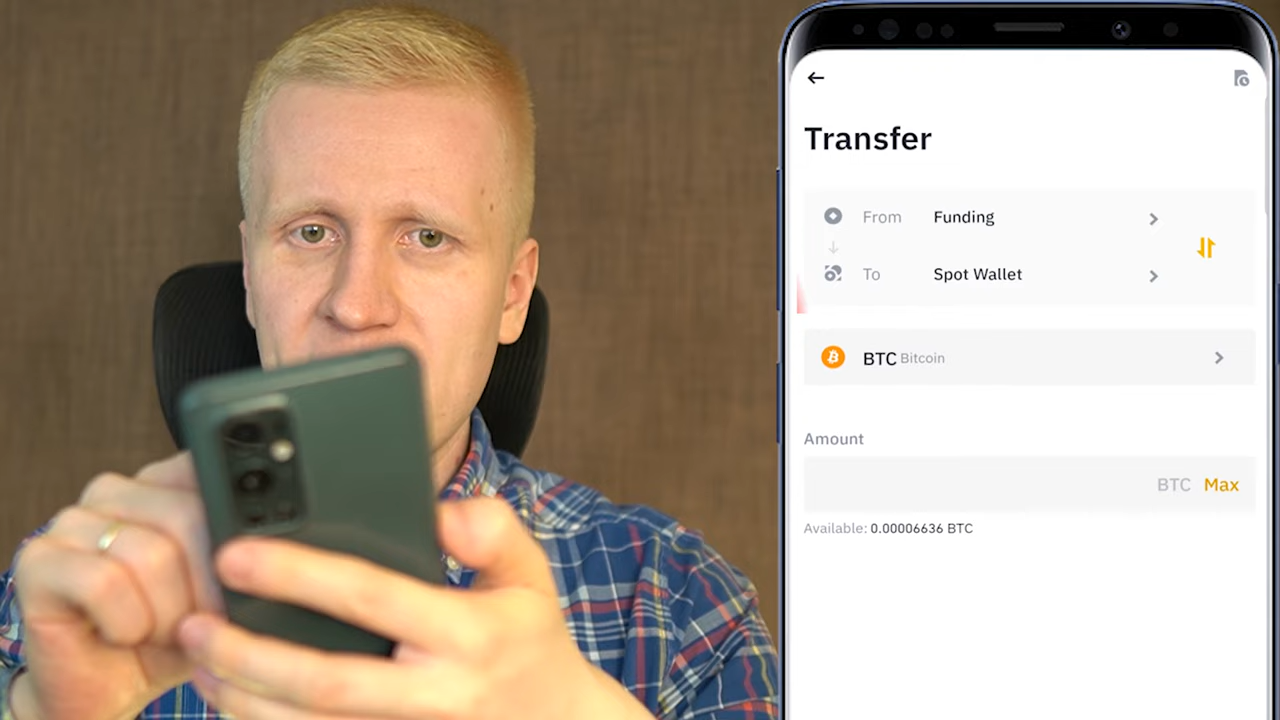 Transfer
From Funding
To Spot Wallet
BTC Bitcoin
Amount
BTC Max
Available: 0.00006636 BTC